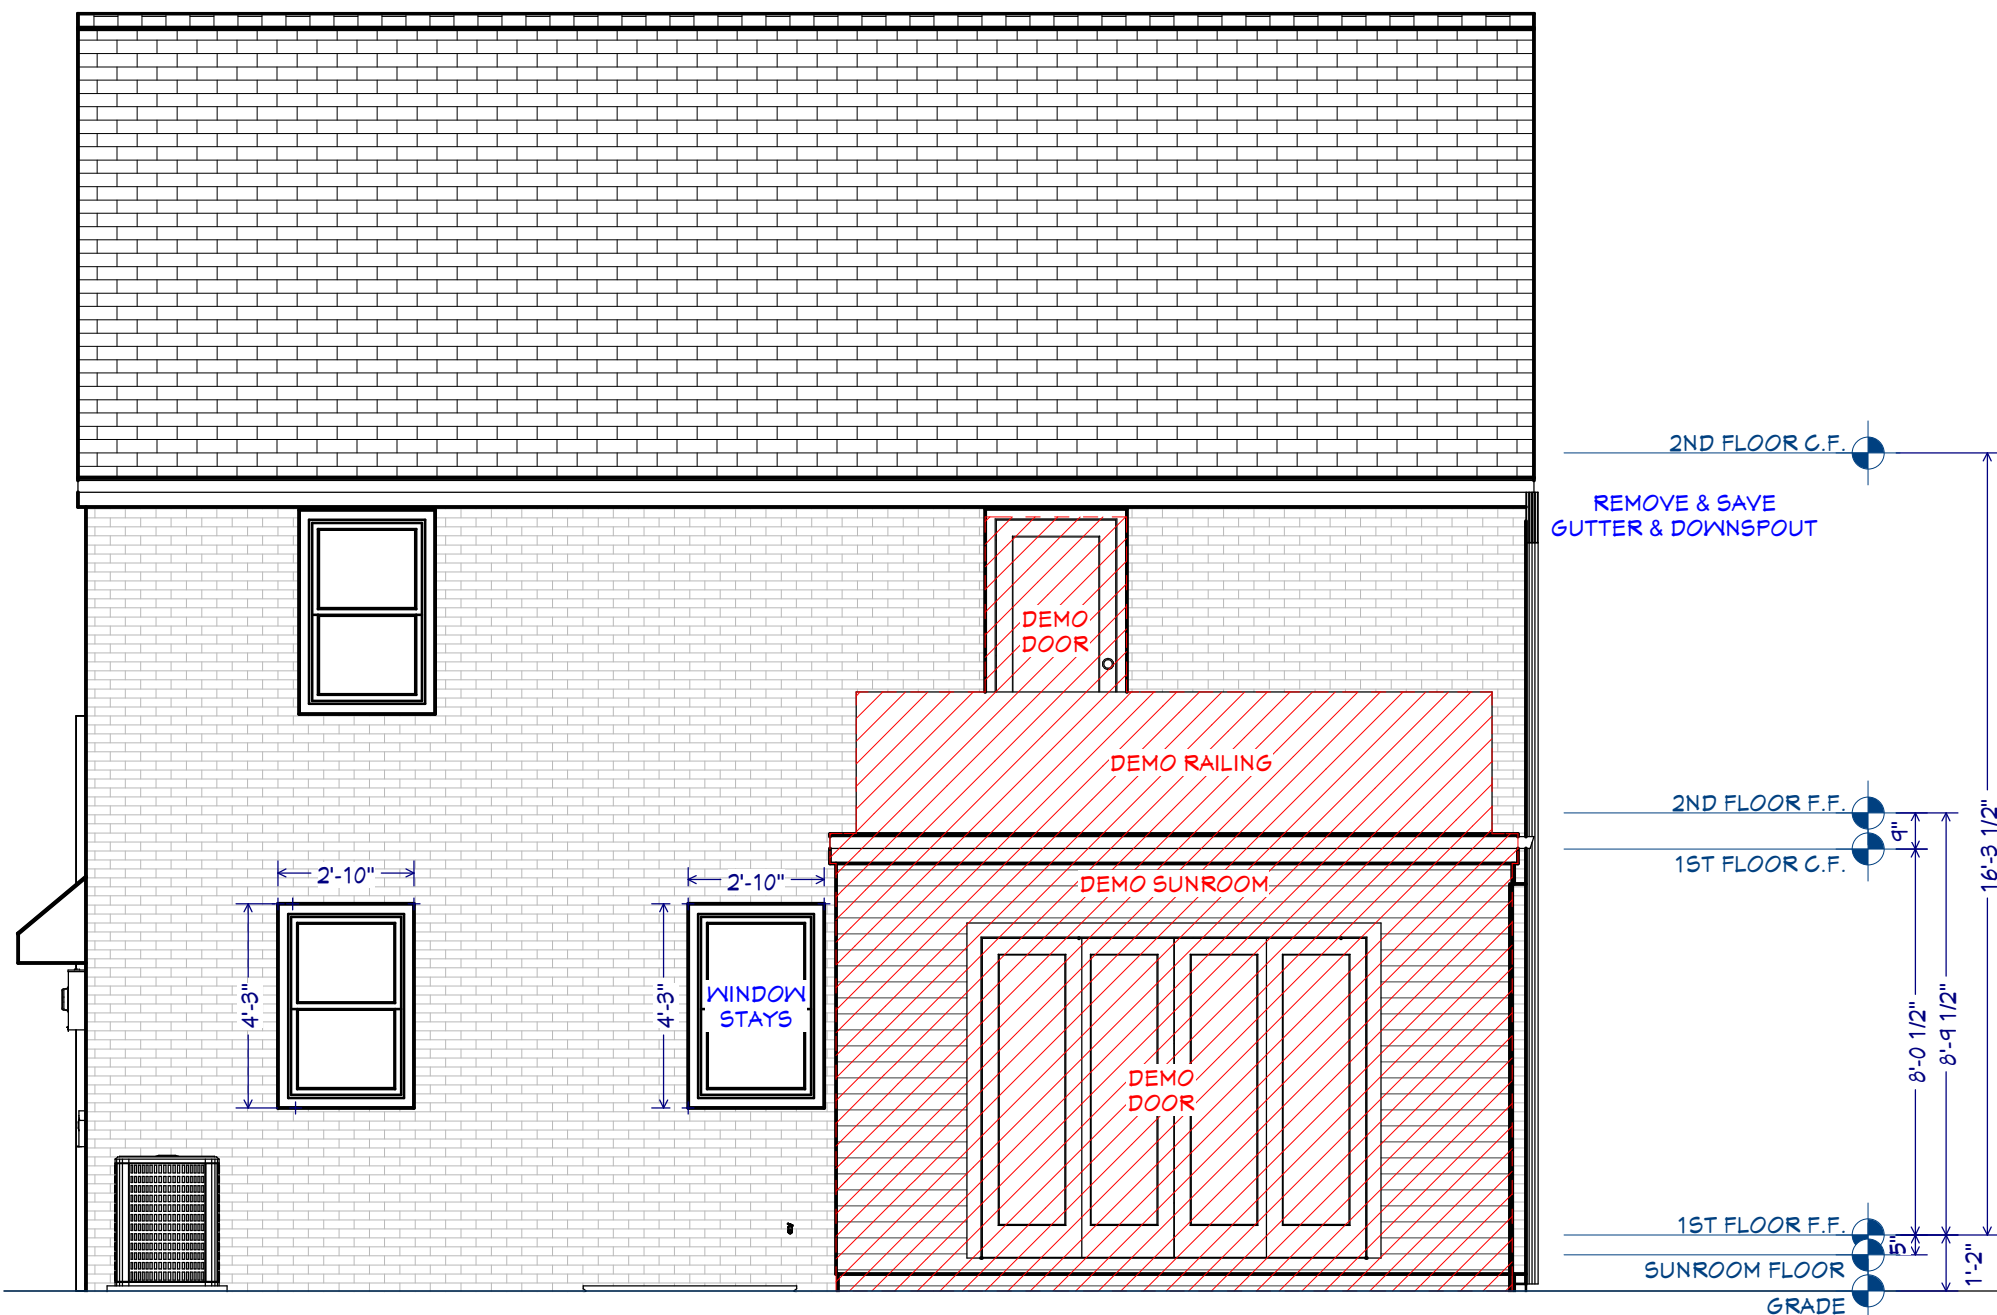 2ND FLOOR C.F.
REMOVE & SAVE
GUTTER & DOWNSPOUT
DEMO
DOOR
DEMO RAILING
2ND FLOOR F.F.
9"
16'-3 1/2"
1ST FLOOR C.F.
2'-10"
2'-10"
DEMO SUNROOM
4'-3"
4'-3"
WINDOW
STAYS
8'-0 1/2"
8'-9 1/2"
DEMO
DOOR
1ST FLOOR F.F.
5"
SUNROOM FLOOR
1'-2"
GRADE